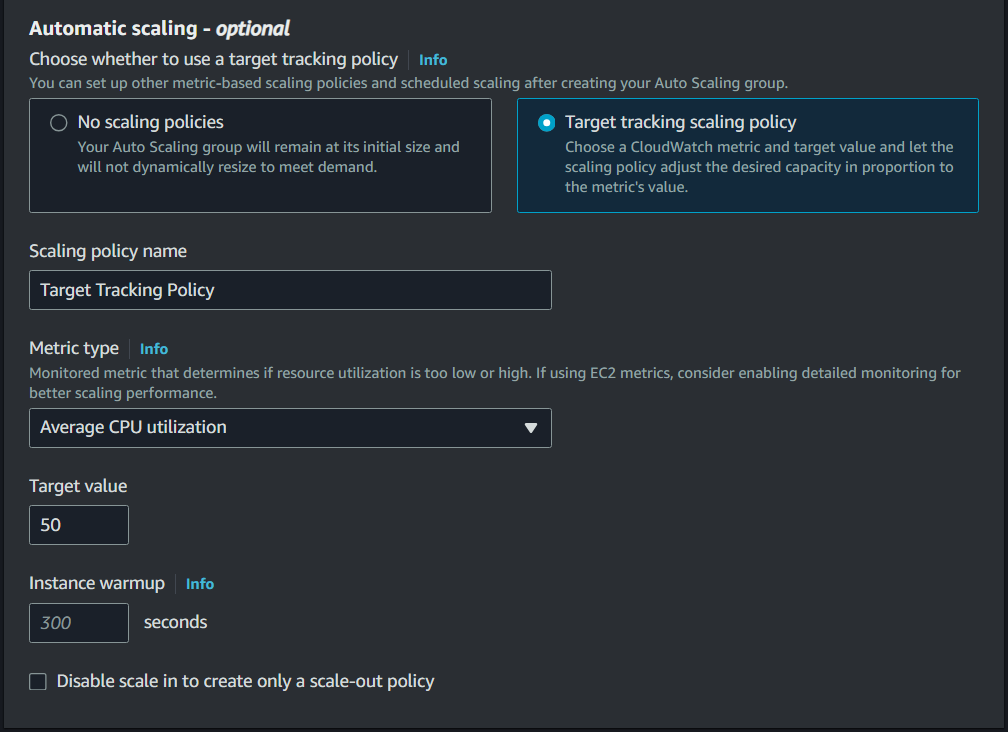 Automatic scaling - optional
Choose whether to use a target tracking policy Info
You can set up other metric-based scaling policies and scheduled scaling after creating your Auto Scaling group.
No scaling policies
Your Auto Scaling group will remain at its initial size and
will not dynamically resize to meet demand.
Target tracking scaling policy
Choose a CloudWatch metric and target value and let the
scaling policy adjust the desired capacity in proportion to
the metric's value.
Scaling policy name
Target Tracking Policy
Metric type Info
Monitored metric that determines if resource utilization is too low or high. If using EC2 metrics, consider enabling detailed monitoring for
better scaling performance.
Average CPU utilization
Target value
50
Instance warmup Info
300 seconds
Disable scale in to create only a scale-out policy